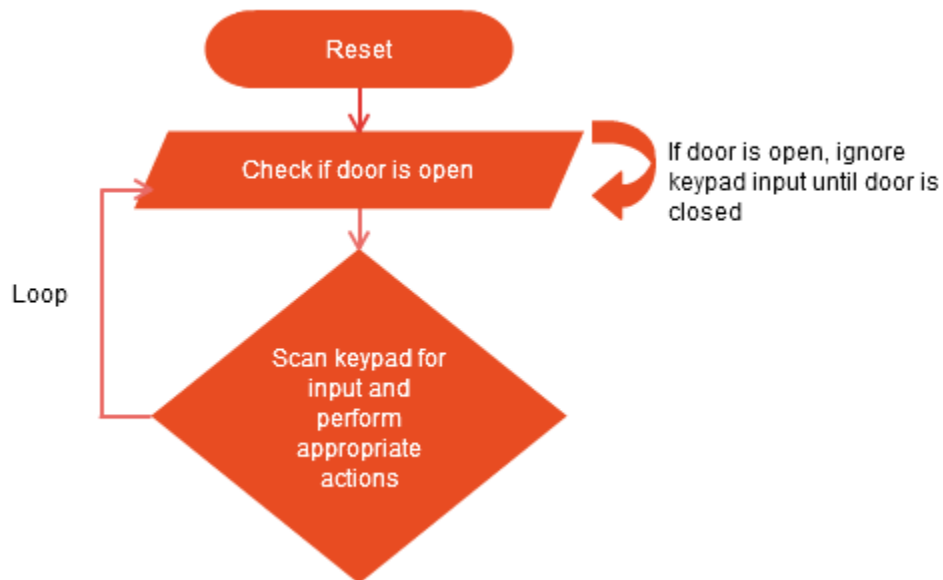 Reset
Check if door is open
If door is open, ignore
keypad input until door is
closed
Loop
Scan keypad for
input and
perform
appropriate
actions